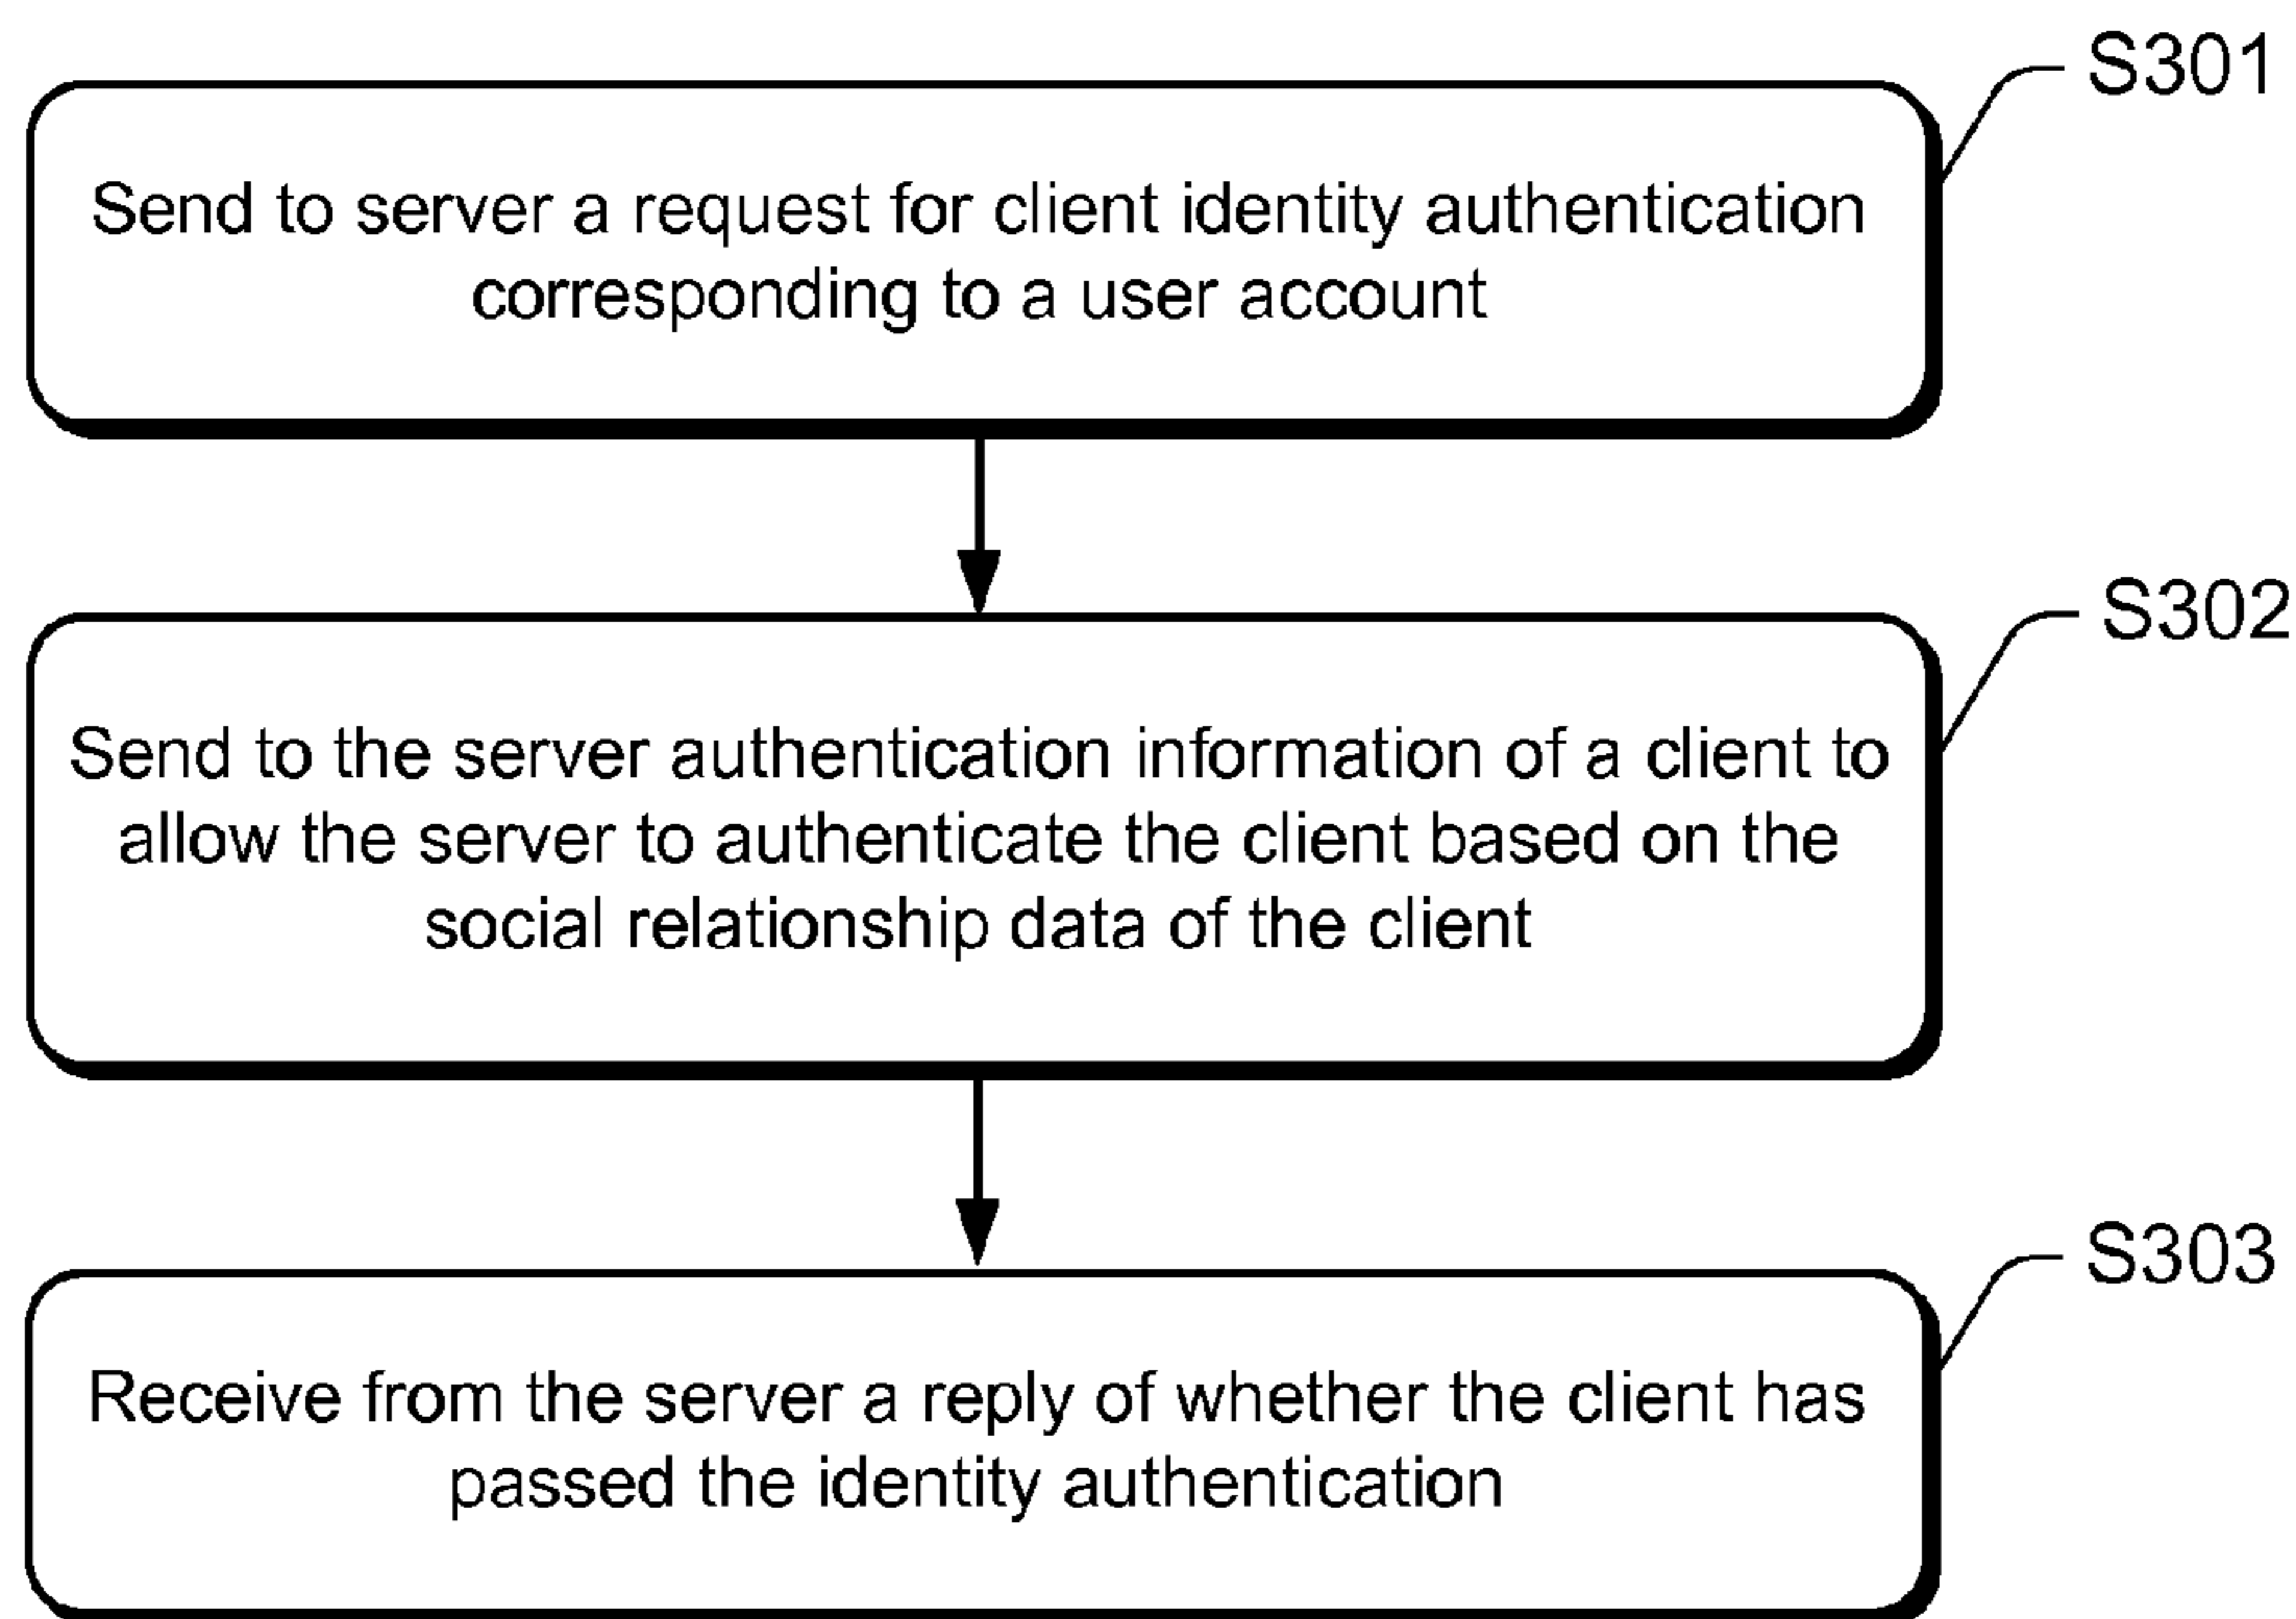 S301
Send to server a request for client identity authentication
corresponding to a user account
S302
Send to the server authentication information of a client to
allow the server to authenticate the client based on the
social relationship data of the client
S303
Receive from the server a reply of whether the client has
passed the identity authentication